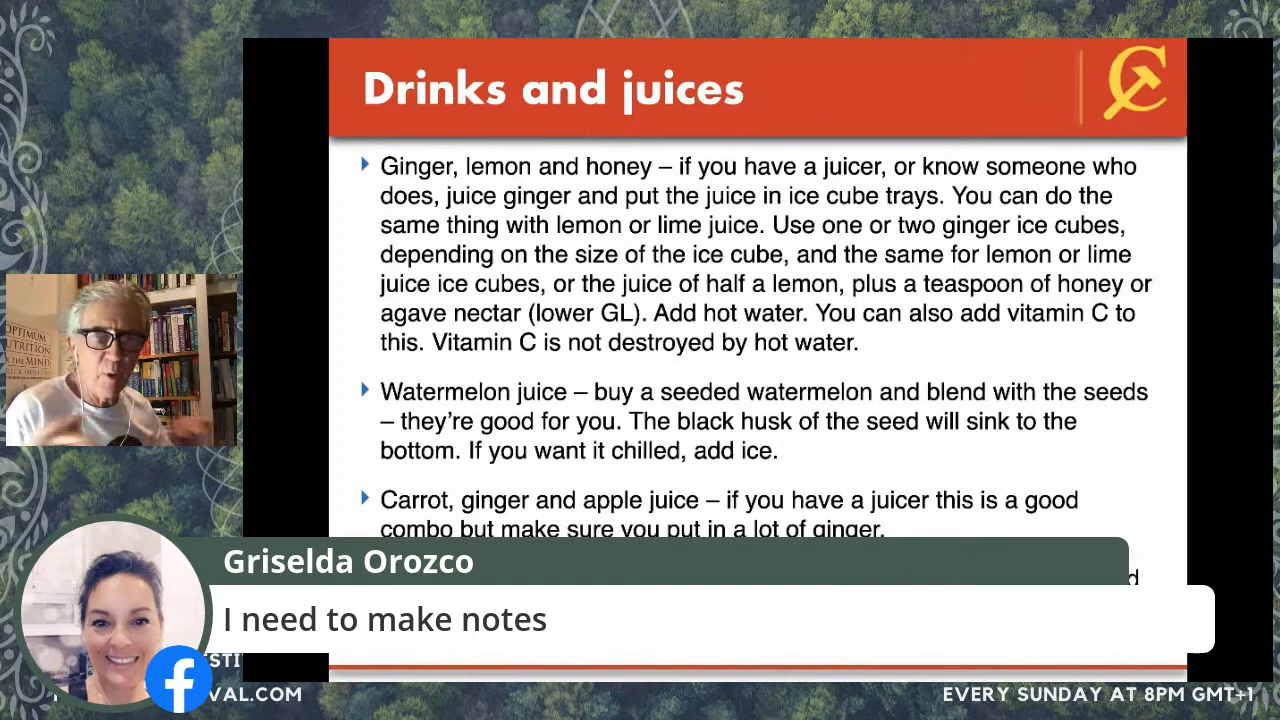 Drinks and juices
Ginger, lemon and honey – if you have a juicer, or know someone who
does, juice ginger and put the juice in ice cube trays. You can do the
same thing with lemon or lime juice. Use one or two ginger ice cubes,
depending on the size of the ice cube, and the same for lemon or lime
juice ice cubes, or the juice of half a lemon, plus a teaspoon of honey or
agave nectar (lower GL). Add hot water. You can also add vitamin C to
this. Vitamin C is not destroyed by hot water.
Watermelon juice – buy a seeded watermelon and blend with the seeds
– they’re good for you. The black husk of the seed will sink to the
bottom. If you want it chilled, add ice.
Carrot, ginger and apple juice – if you have a juicer this is a good
combo but make sure you put in a lot of ginger.
OPTIMUM
NUTRITION
THE MIND
Griselda Orozco
I need to make notes
VAL.COM
EVERY SUNDAY AT 8PM GMT+1